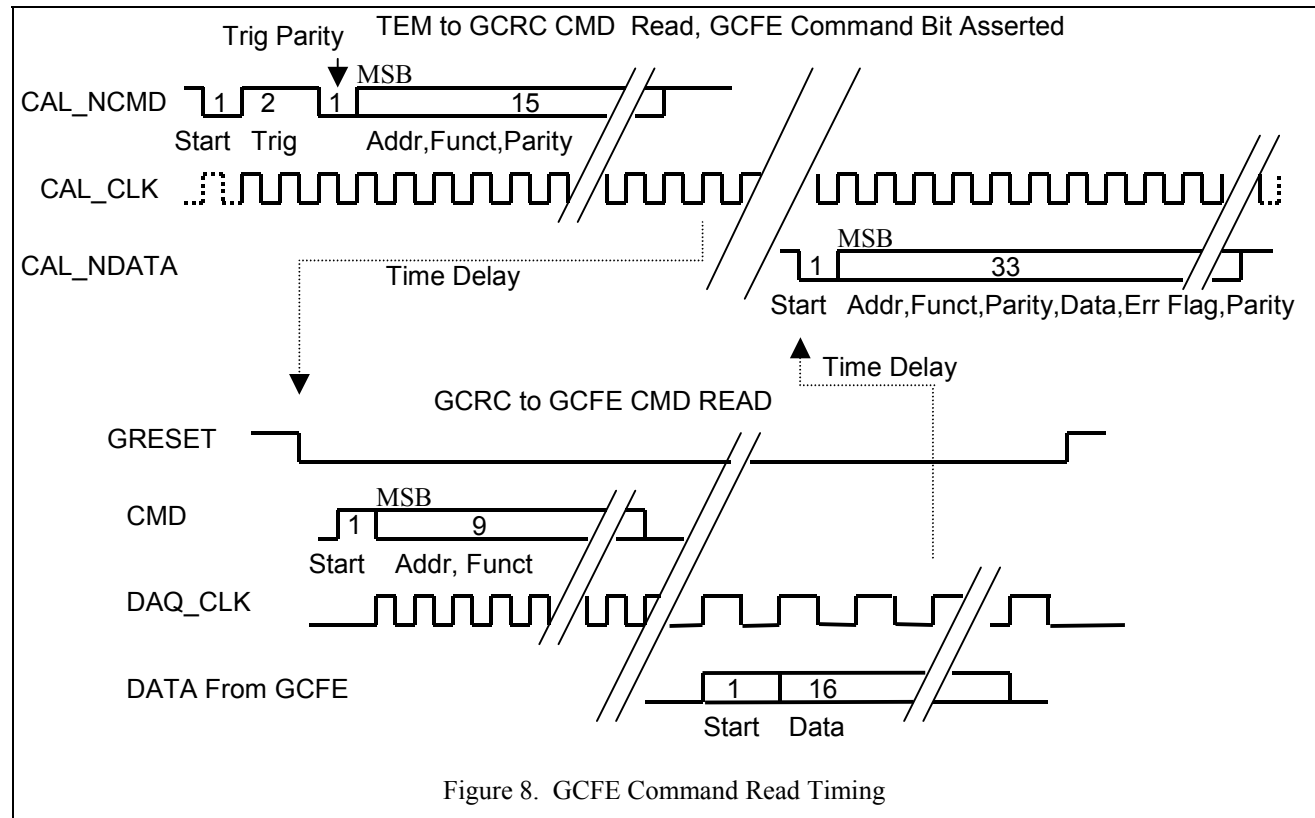 TEM to GCRC CMD Read, GCFE Command Bit Asserted
Trig Parity
MSB
CAL_NCMD
1 2 1 15
Start Trig Addr,Funct,Parity
CAL_CLK
MSB
CAL_NDATA
1 33
Time Delay
Start Addr,Funct,Parity,Data,Err Flag,Parity
Time Delay
GCRC to GCFE CMD READ
GRESET
MSB
CMD
1 9
Start Addr, Funct
DAQ_CLK
DATA From GCFE
1 16
Start Data
Figure 8. GCFE Command Read Timing